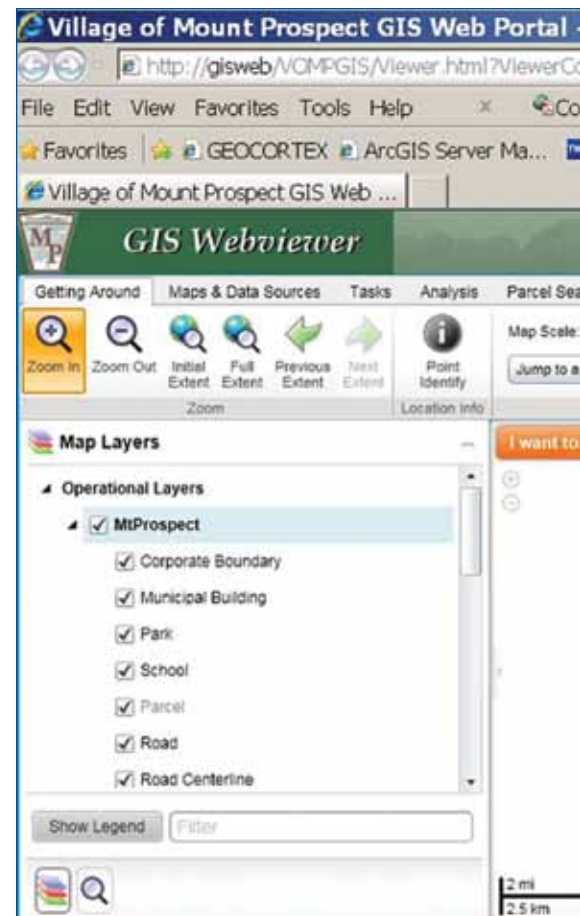 Village of Mount Prospect GIS Web Portal -
http://gisweb/VOMPGIS/Viewer.html?ViewerCo
File Edit View Favorites Tools Help × Co
Favorites GEOCORTEX ArcGIS Server Ma...
Village of Mount Prospect GIS Web ...
MP GIS Webviewer
Getting Around Maps & Data Sources Tasks Analysis Parcel Sea
Zoom In Zoom Out Initial Extent Full Extent Previous Extent Next Extent Point Identify Map Scale:
Jump to a
Zoom Location Info
Map Layers
I want to
Operational Layers
MtProspect
Corporate Boundary
Municipal Building
Park
School
Parcel
Road
Road Centerline
Show Legend Filter
2 mi
2.5 km